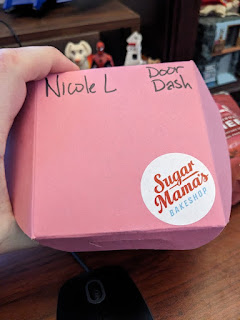 Nicole L
Door
Dash
Sugar
Mama's
BAKESHOP